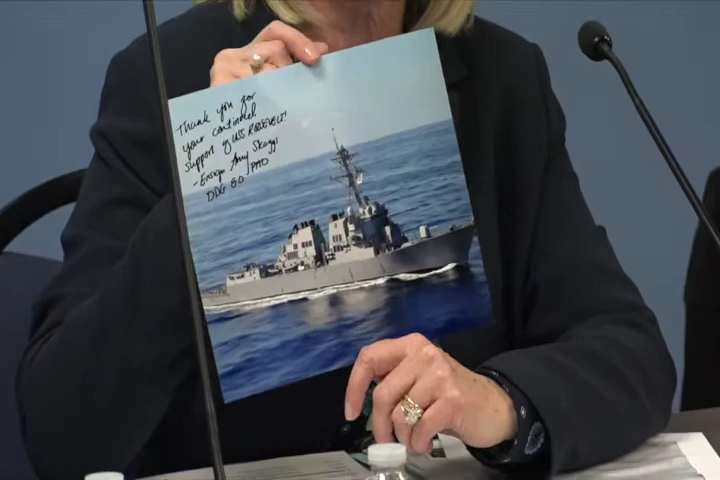 Thank you for
your continued
support of USS ROOSEVELT!
- Ensign Amy Skaggs
DDG 80 PAO